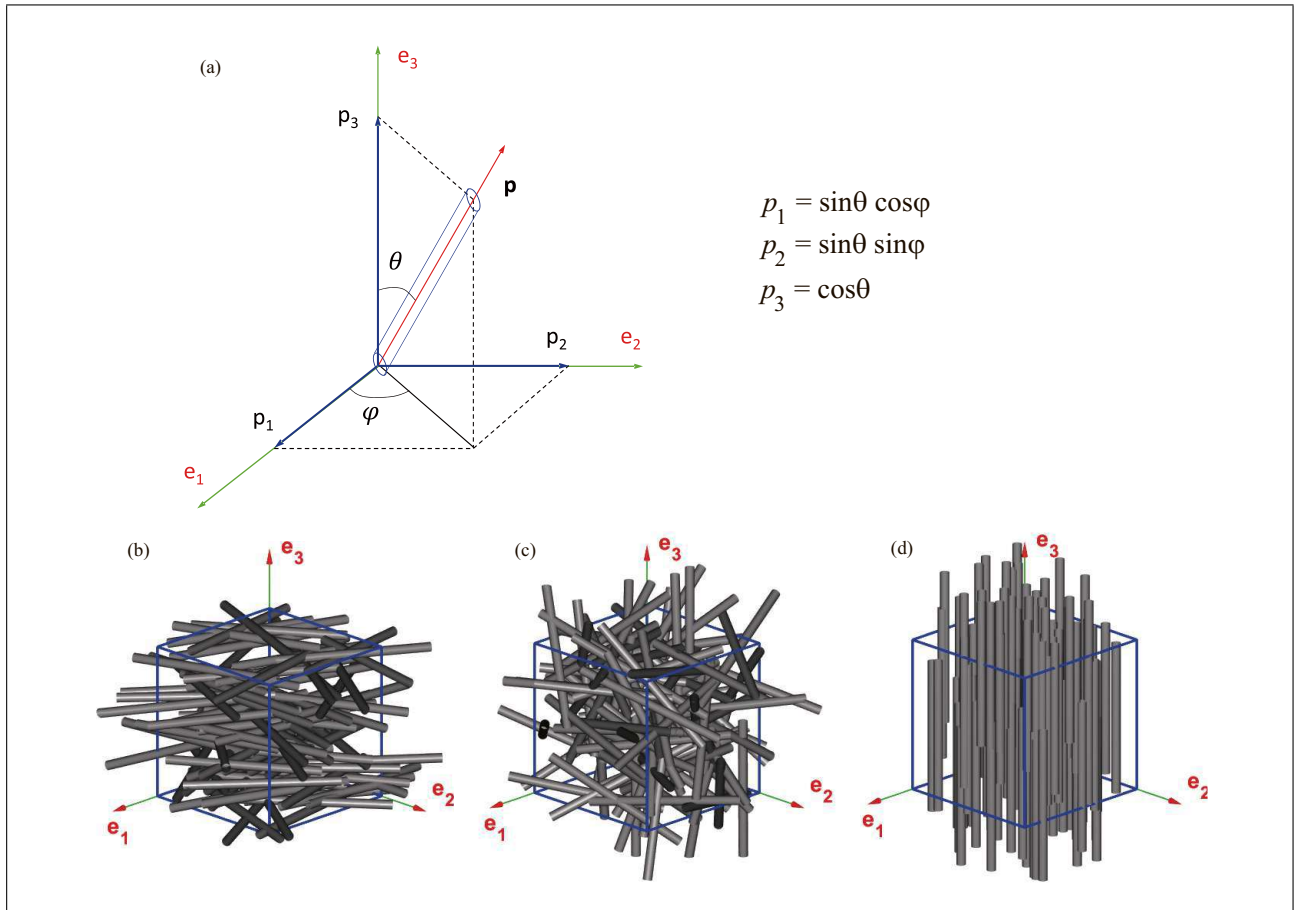 (a)
e₃
p₃
p
θ
p₂
e₂
φ
p₁
e₁
p₁ = sinθ cosφ
p₂ = sinθ sinφ
p₃ = cosθ
(b)
e₃
e₁
e₂
(c)
e₃
e₁
e₂
(d)
e₃
e₁
e₂